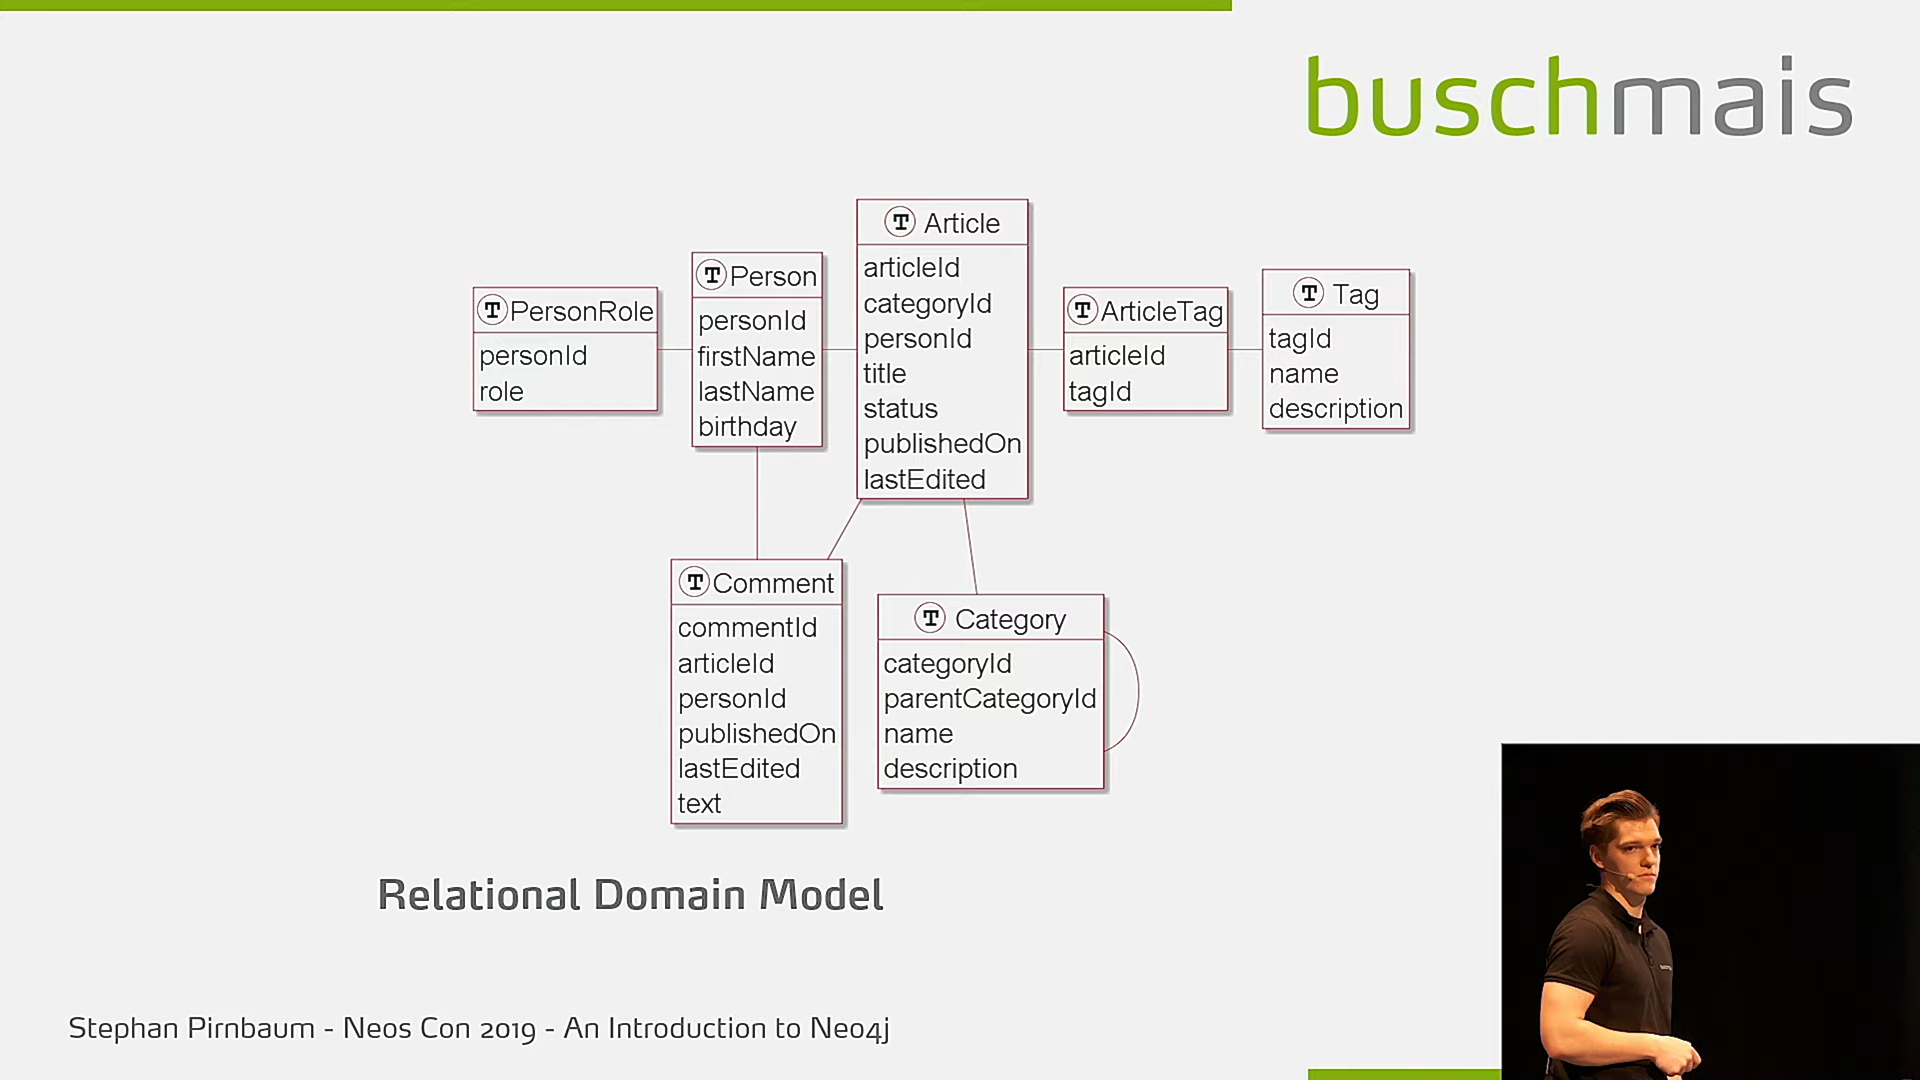 buschmais
T Article
articleId
categoryId
personId
title
status
publishedOn
lastEdited
T Person
personId
firstName
lastName
birthday
T PersonRole
personId
role
T ArticleTag
articleId
tagId
T Tag
tagId
name
description
T Comment
commentId
articleId
personId
publishedOn
lastEdited
text
T Category
categoryId
parentCategoryId
name
description
Relational Domain Model
Stephan Pirnbaum - Neos Con 2019 - An Introduction to Neo4j